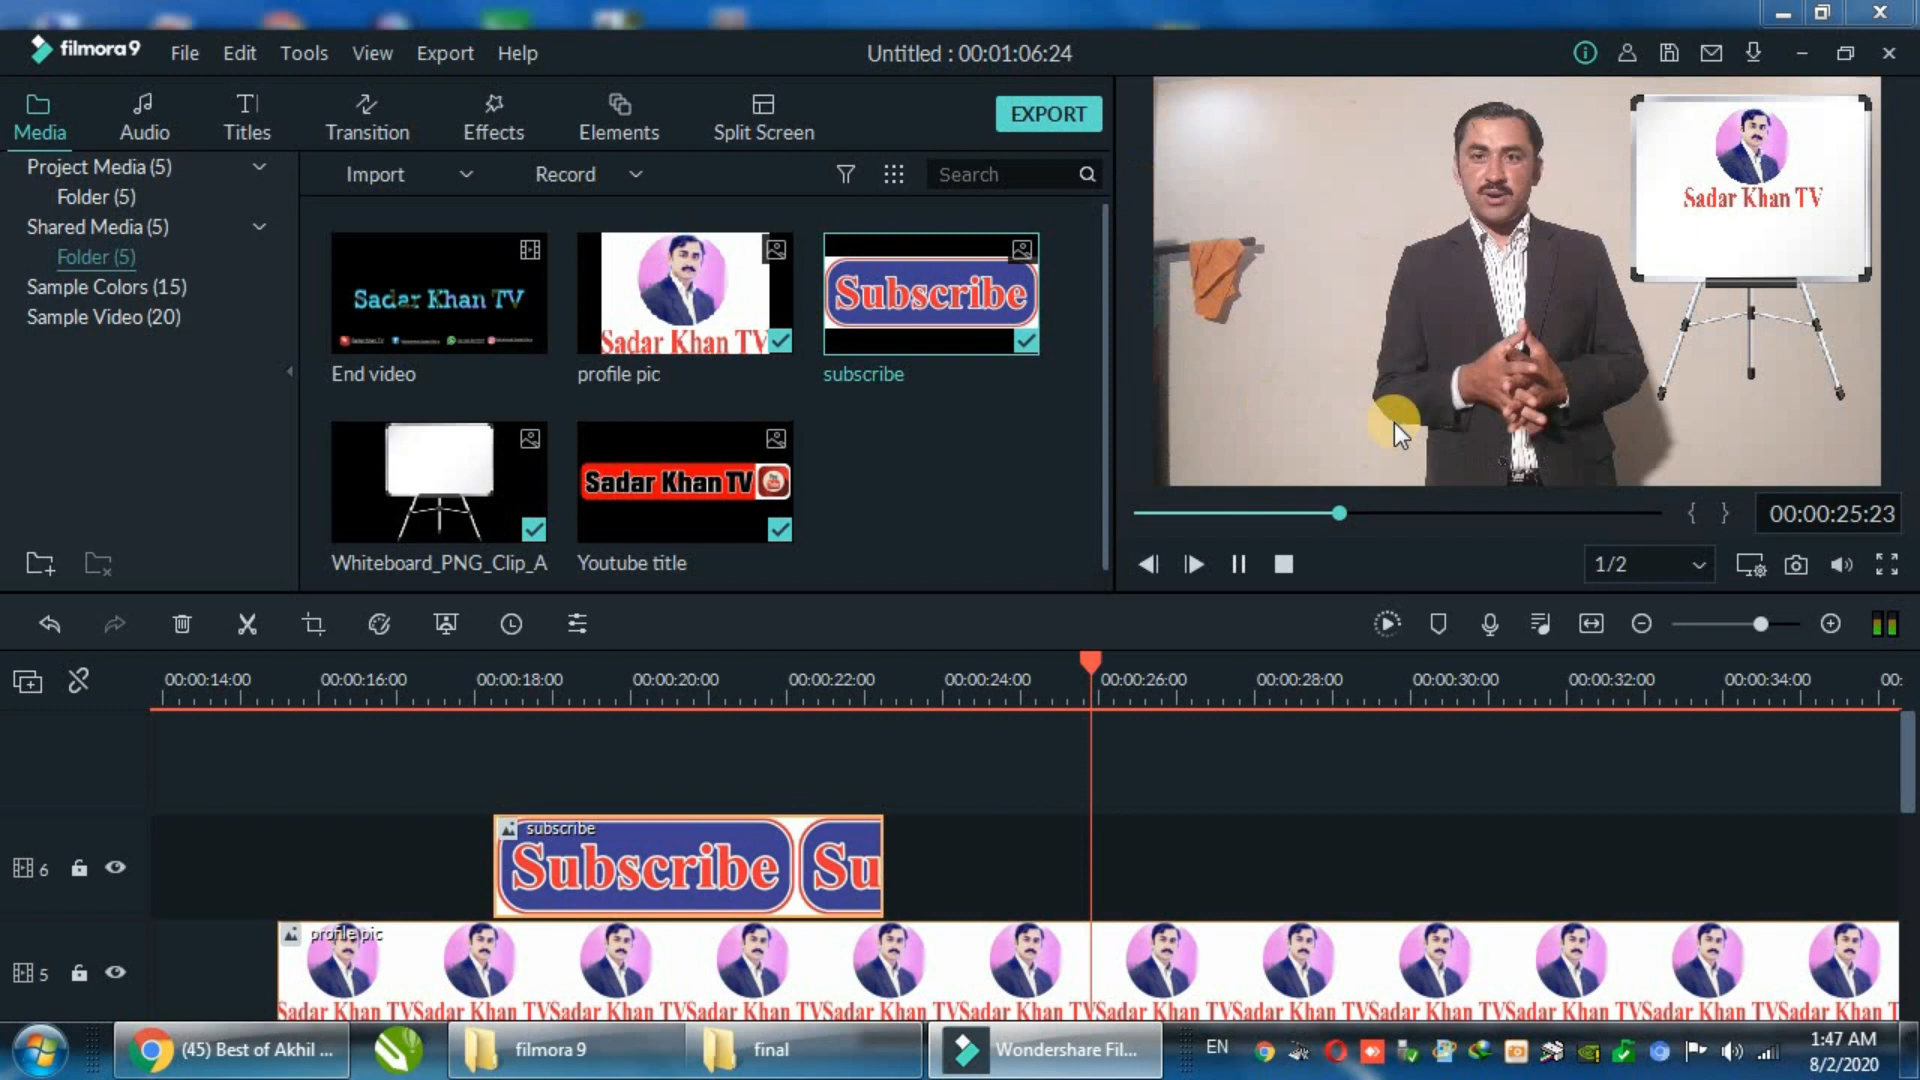 filmora 9
File Edit Tools View Export Help
Untitled : 00:01:06:24
Media Audio Titles Transition Effects Elements Split Screen
EXPORT
Project Media (5)
Folder (5)
Shared Media (5)
Folder (5)
Sample Colors (15)
Sample Video (20)
Import Record Search
Sadar Khan TV
End video
Sadar Khan TV
profile pic
Subscribe
subscribe
Whiteboard_PNG_Clip_A
Sadar Khan TV
Youtube title
Sadar Khan TV
{ } 00:00:25:23
1/2
00:00:14:00 00:00:16:00 00:00:18:00 00:00:20:00 00:00:22:00 00:00:24:00 00:00:26:00 00:00:28:00 00:00:30:00 00:00:32:00 00:00:34:00 00:
6
subscribe
Subscribe Su
5
profile pic
Sadar Khan TVSadar Khan TVSadar Khan TVSadar Khan TVSadar Khan TVSadar Khan TVSadar Khan TVSadar Khan TVSadar Khan TVSadar Khan TVSadar Khan TVSadar Khan T
(45) Best of Akhil ...
filmora 9
final
Wondershare Fil...
EN
1:47 AM
8/2/2020